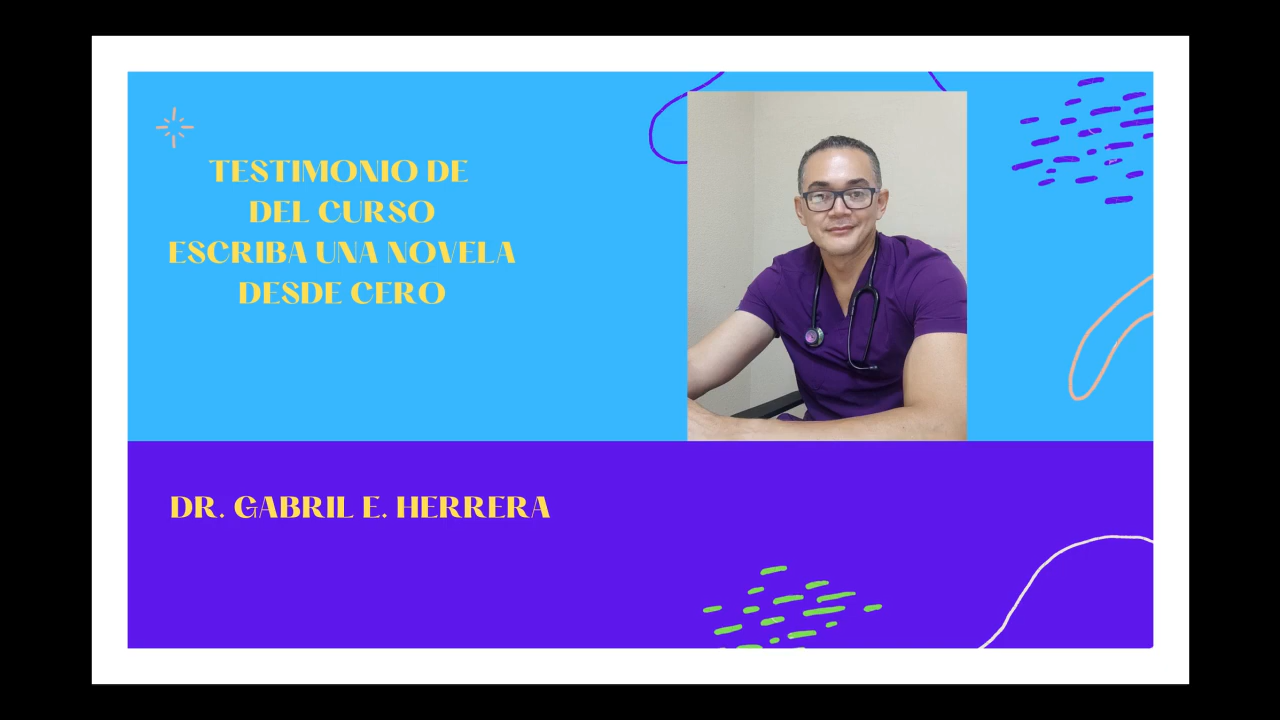 TESTIMONIO DE
DEL CURSO
ESCRIBA UNA NOVELA
DESDE CERO
DR. GABRIL E. HERRERA